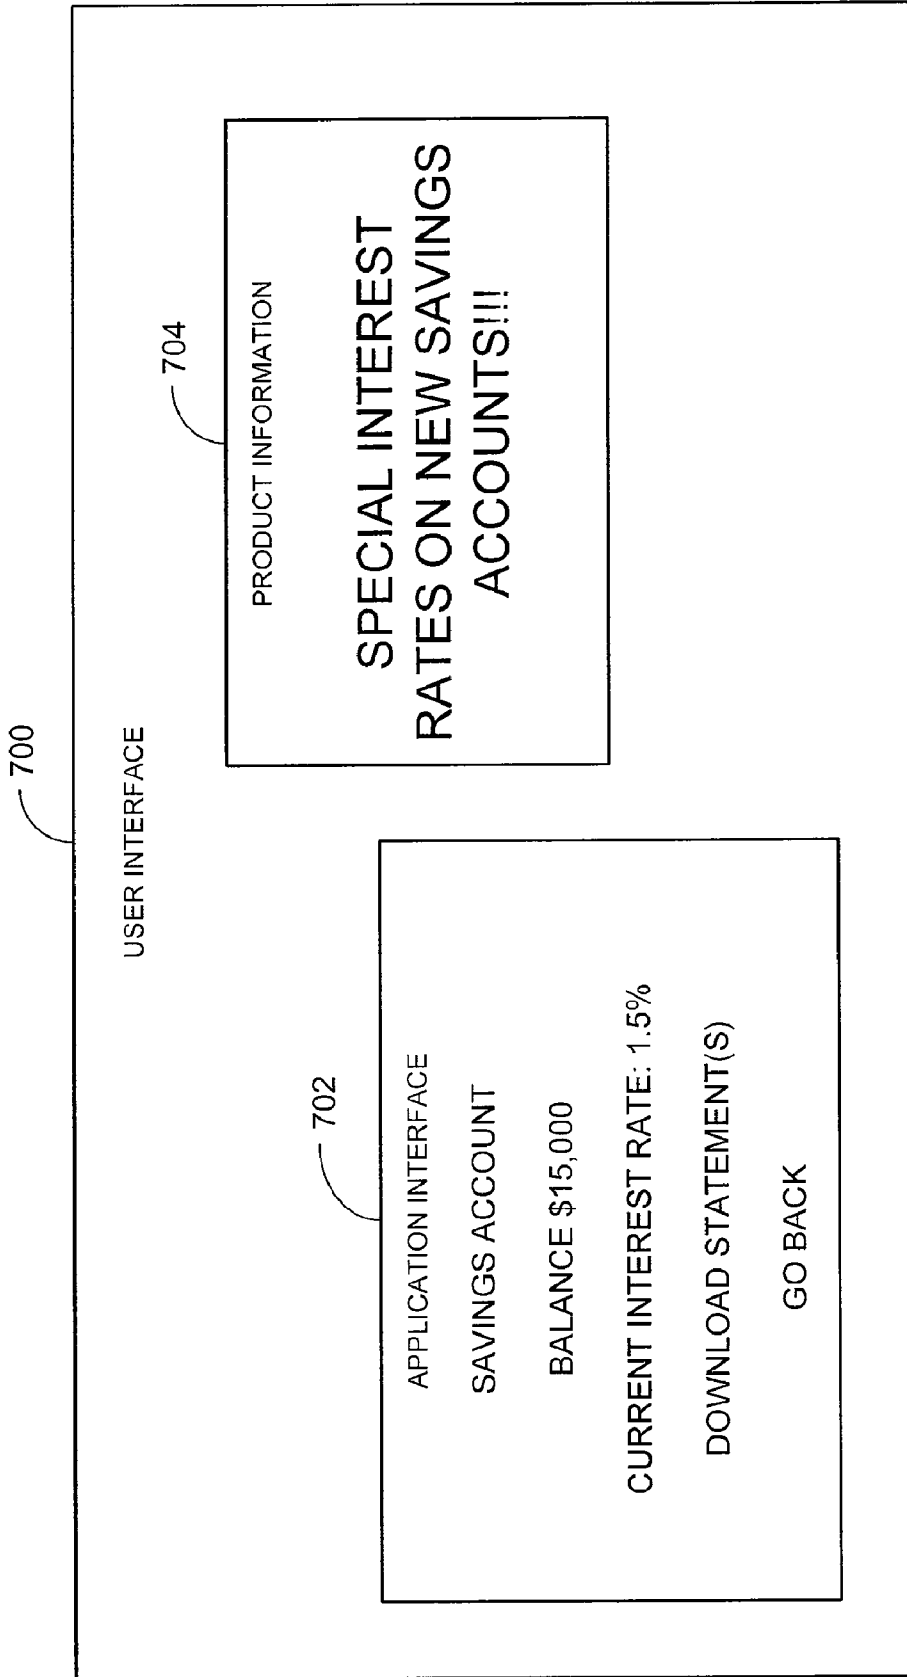 700
USER INTERFACE
702
APPLICATION INTERFACE
SAVINGS ACCOUNT
BALANCE $15,000
CURRENT INTEREST RATE: 1.5%
DOWNLOAD STATEMENT(S)
GO BACK
704
PRODUCT INFORMATION
SPECIAL INTEREST
RATES ON NEW SAVINGS
ACCOUNTS!!!